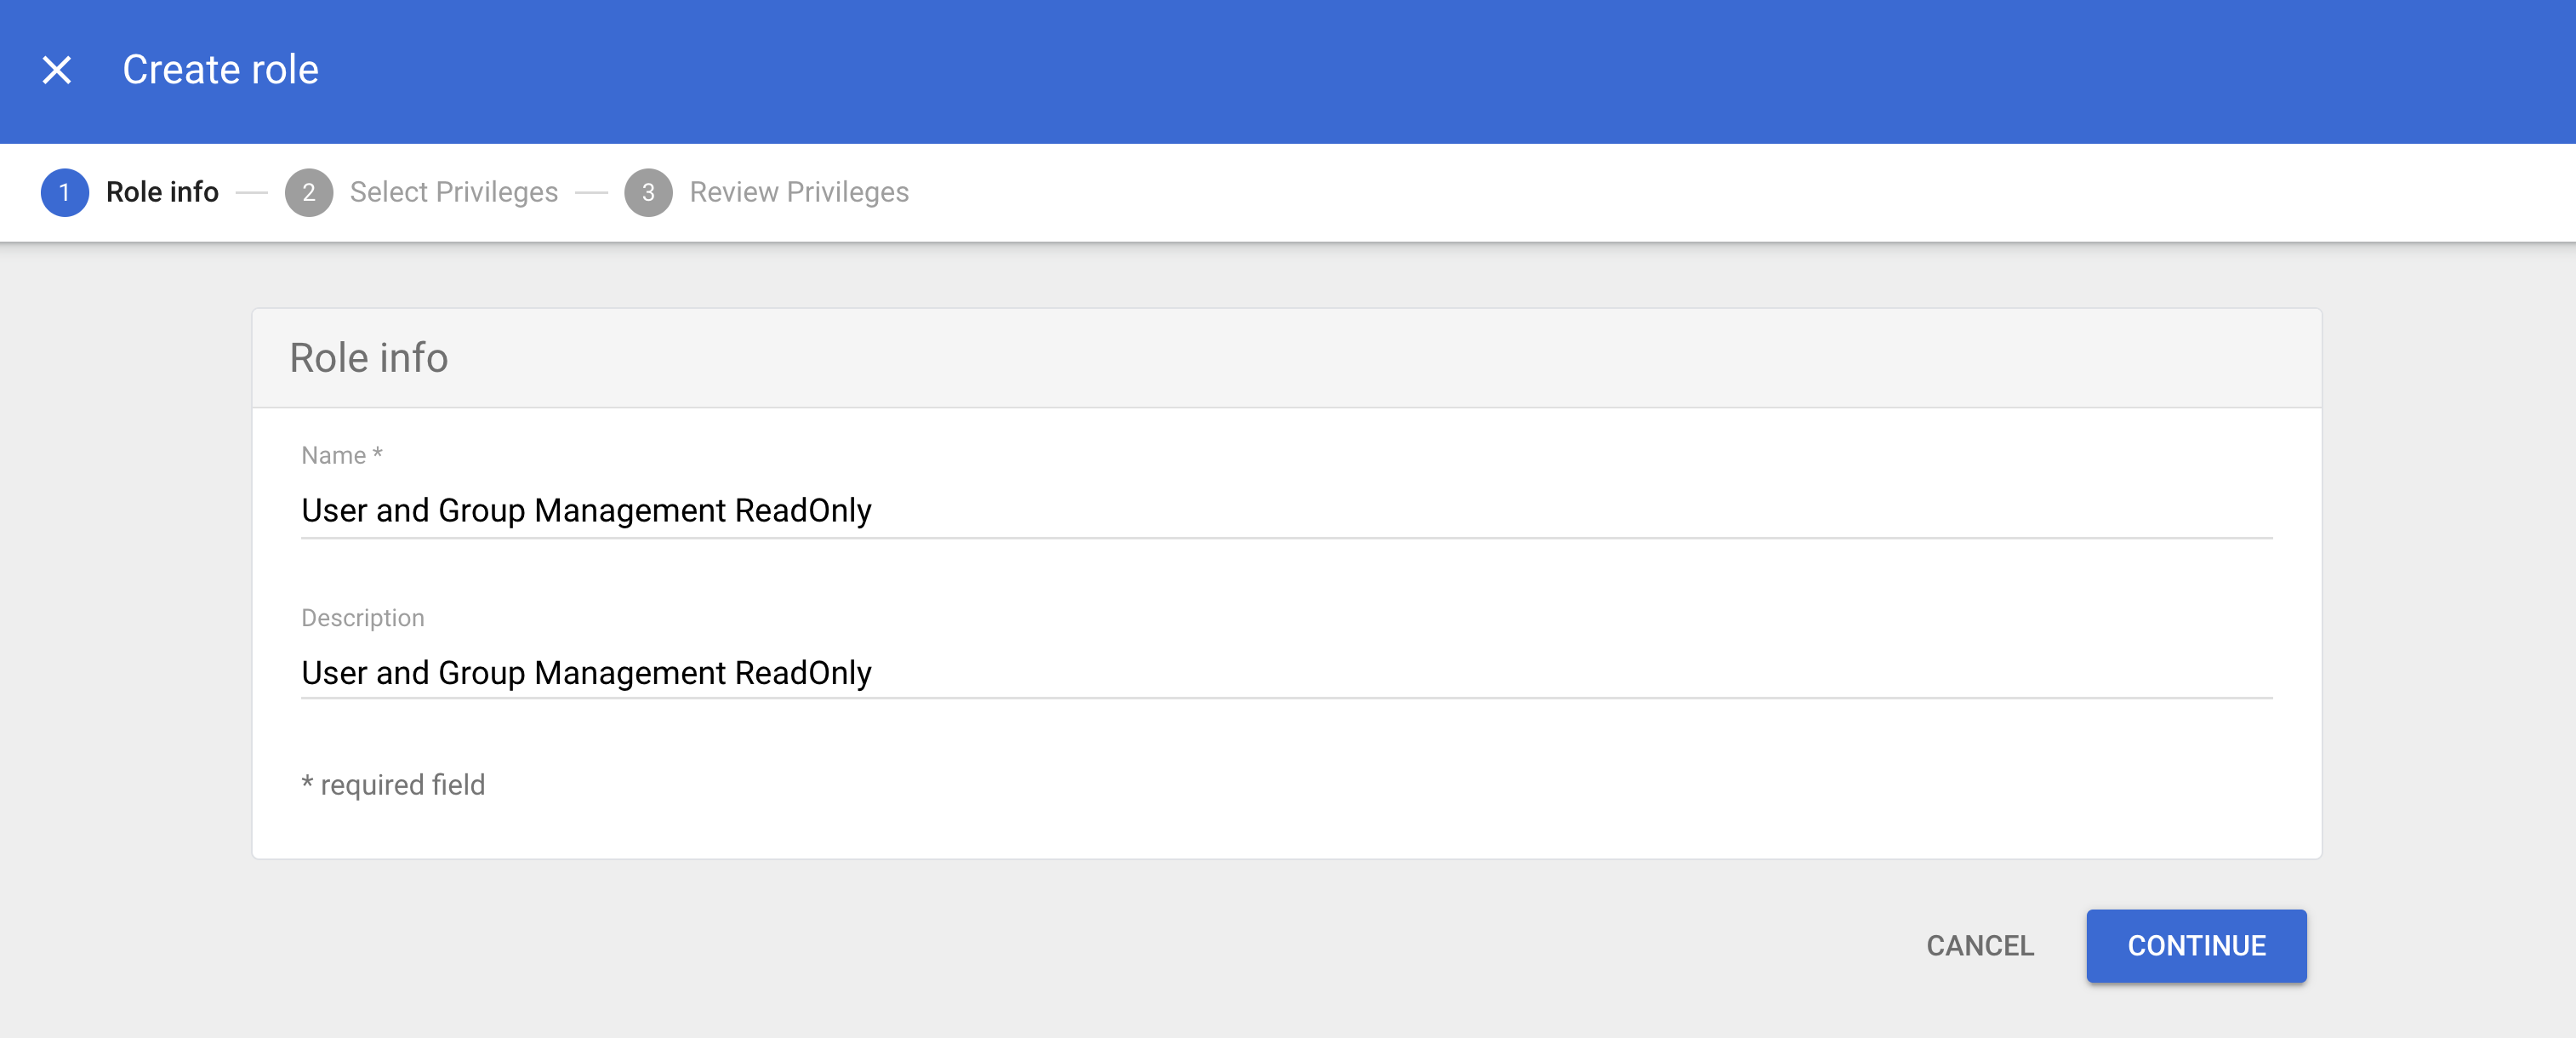 Create role
1 Role info 2 Select Privileges 3 Review Privileges
Role info
Name *
User and Group Management ReadOnly
Description
User and Group Management ReadOnly
* required field
CANCEL CONTINUE